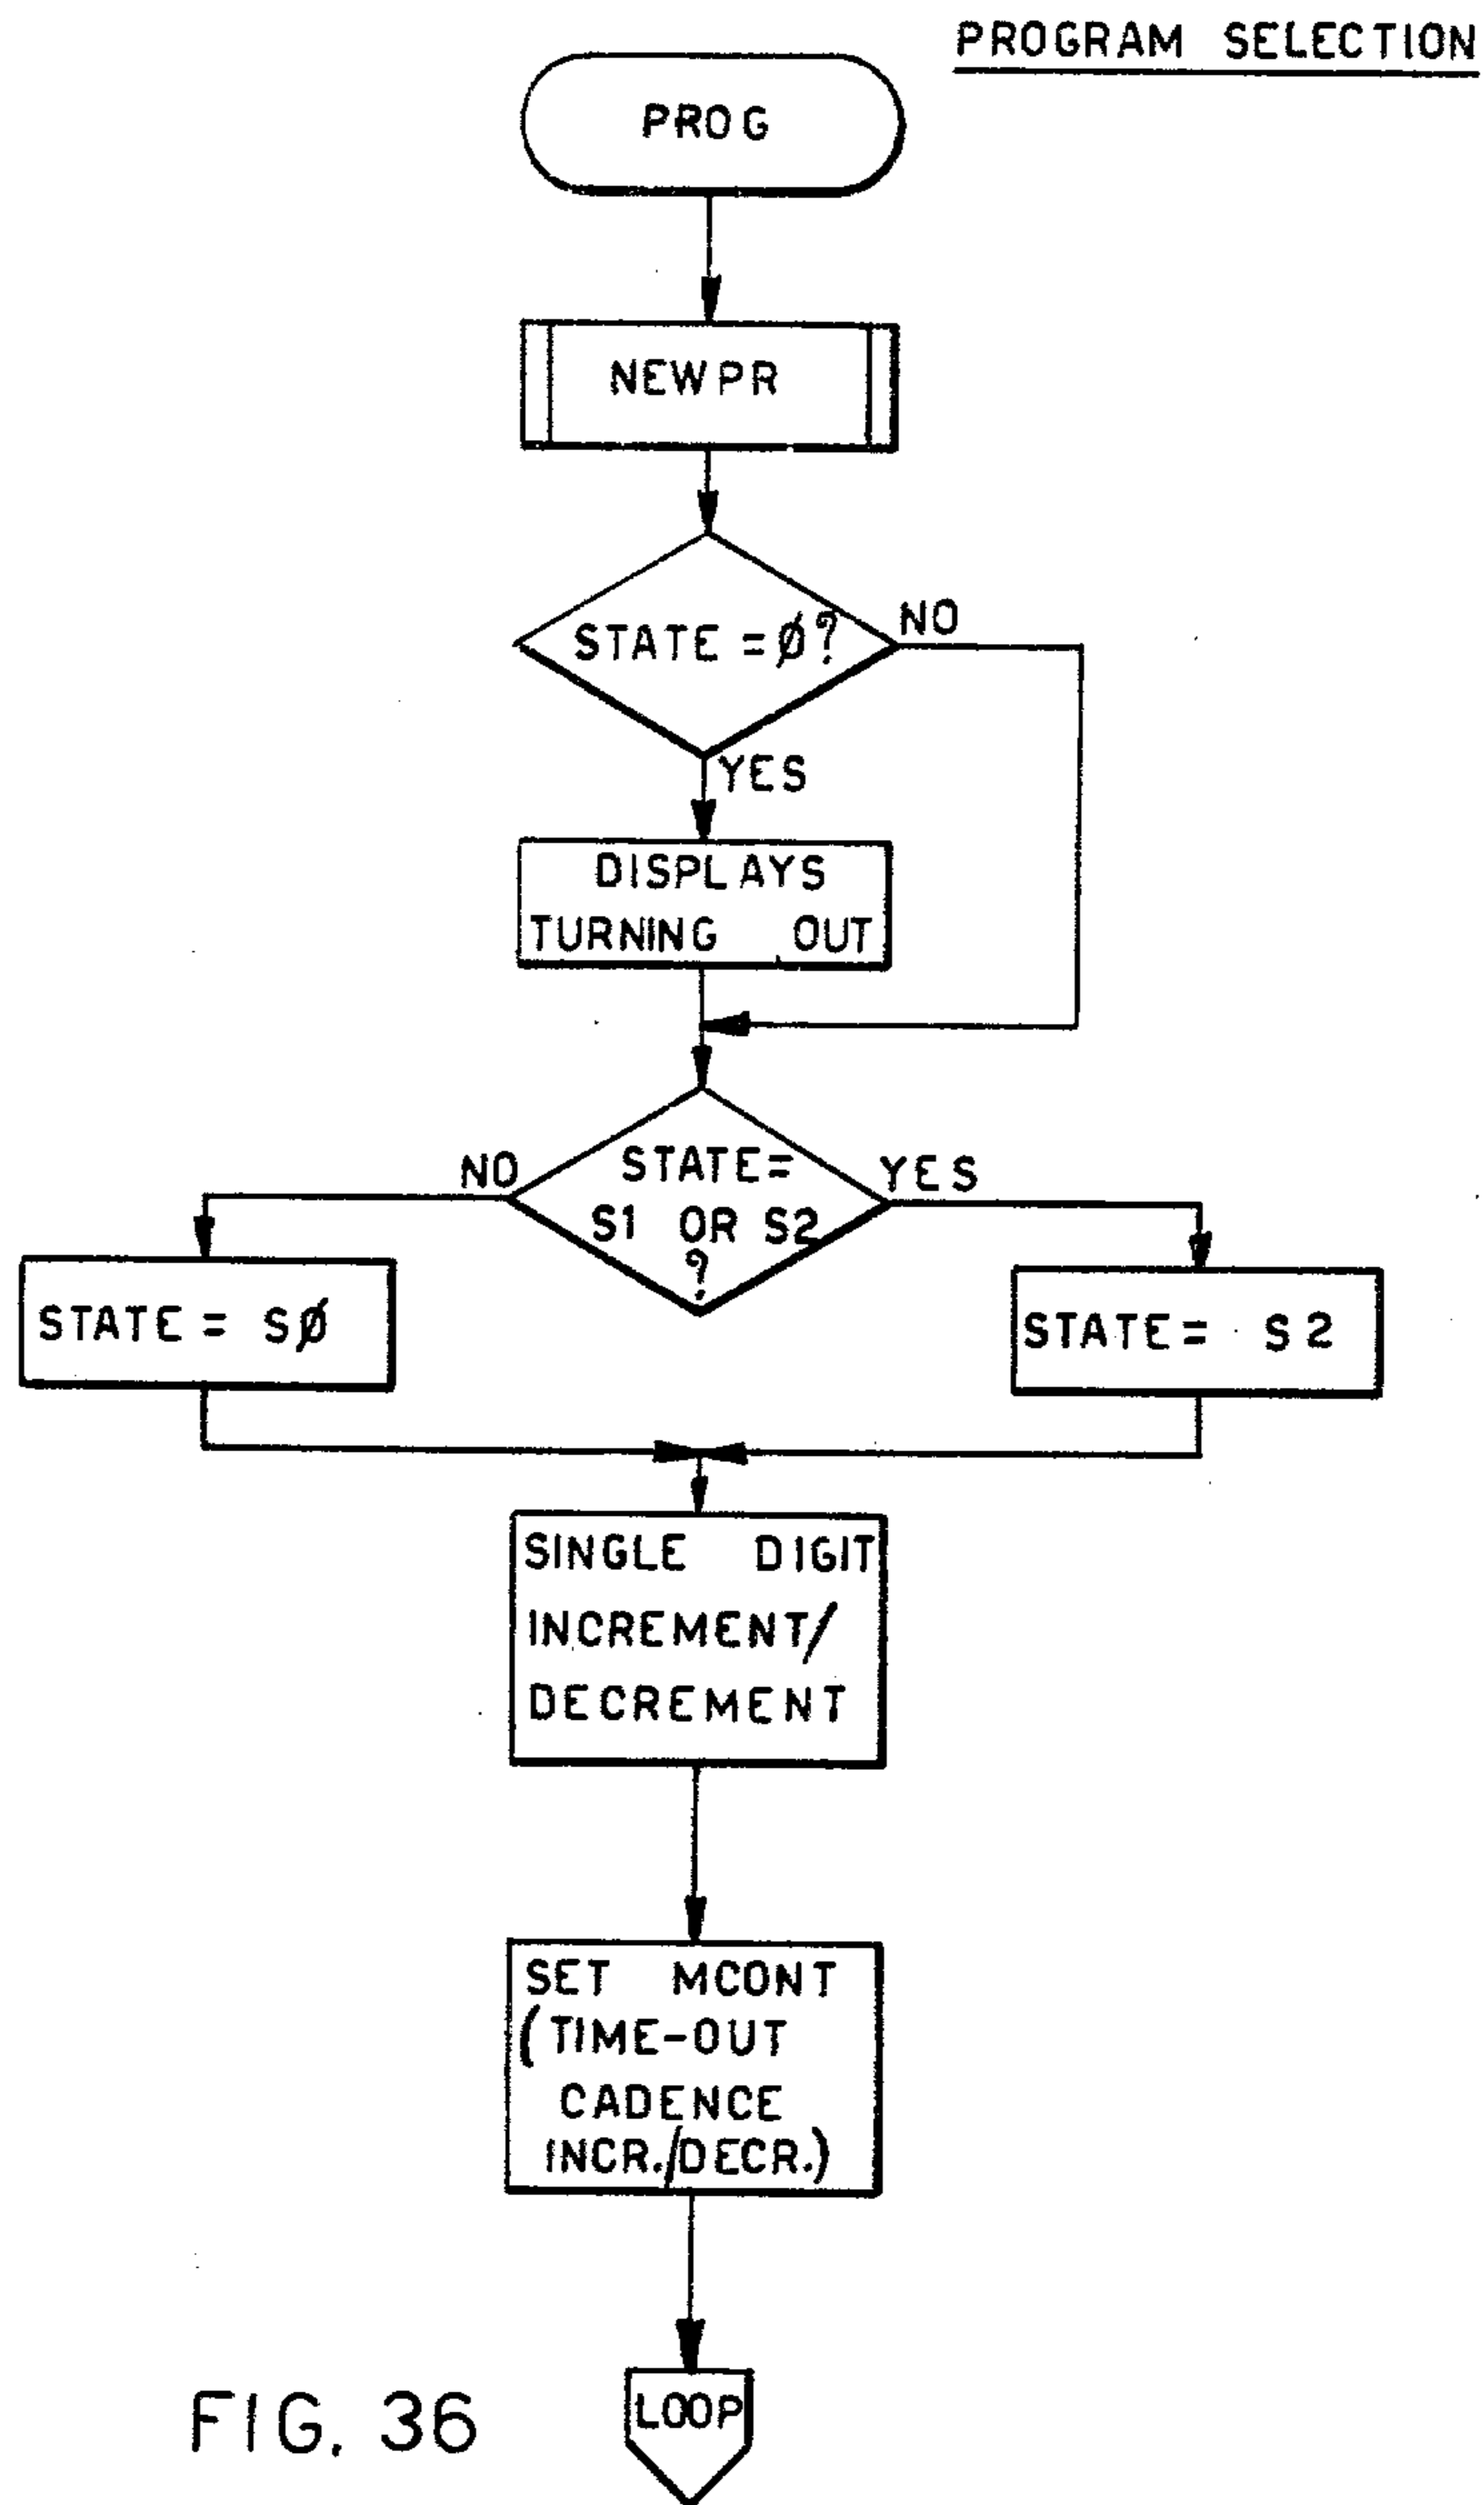 PROGRAM SELECTION
PROG
NEWPR
STATE =Ø?
NO
YES
DISPLAYS
TURNING OUT
NO
STATE=
S1 OR S2
?
YES
STATE = SØ
STATE= S2
SINGLE DIGIT
INCREMENT/
DECREMENT
SET MCONT
(TIME-OUT
CADENCE
INCR./DECR.)
LOOP
FIG. 36